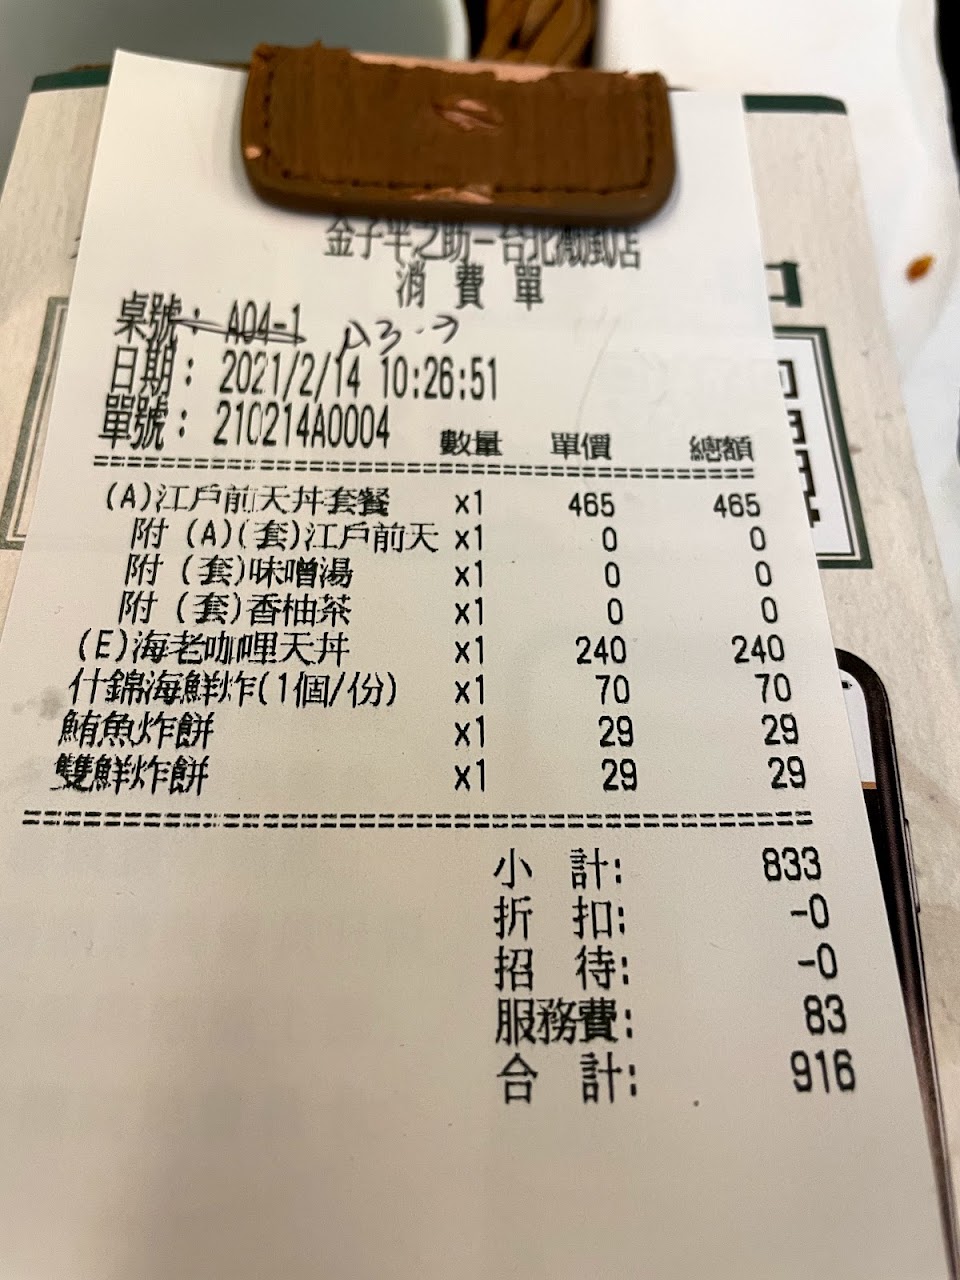 金子半之助-台北微風店
消 費 單
桌號: A04-1 A3-3
日期: 2021/2/14 10:26:51
單號: 210214A0004
數量 單價 總額
(A)江戶前天丼套餐 x1 465 465
附 (A)(套)江戶前天 x1 0 0
附 (套)味噌湯 x1 0 0
附 (套)香柚茶 x1 0 0
(E)海老咖哩天丼 x1 240 240
什錦海鮮炸(1個/份) x1 70 70
鮪魚炸餅 x1 29 29
雙鮮炸餅 x1 29 29
小 計: 833
折 扣: -0
招 待: -0
服務費: 83
合 計: 916